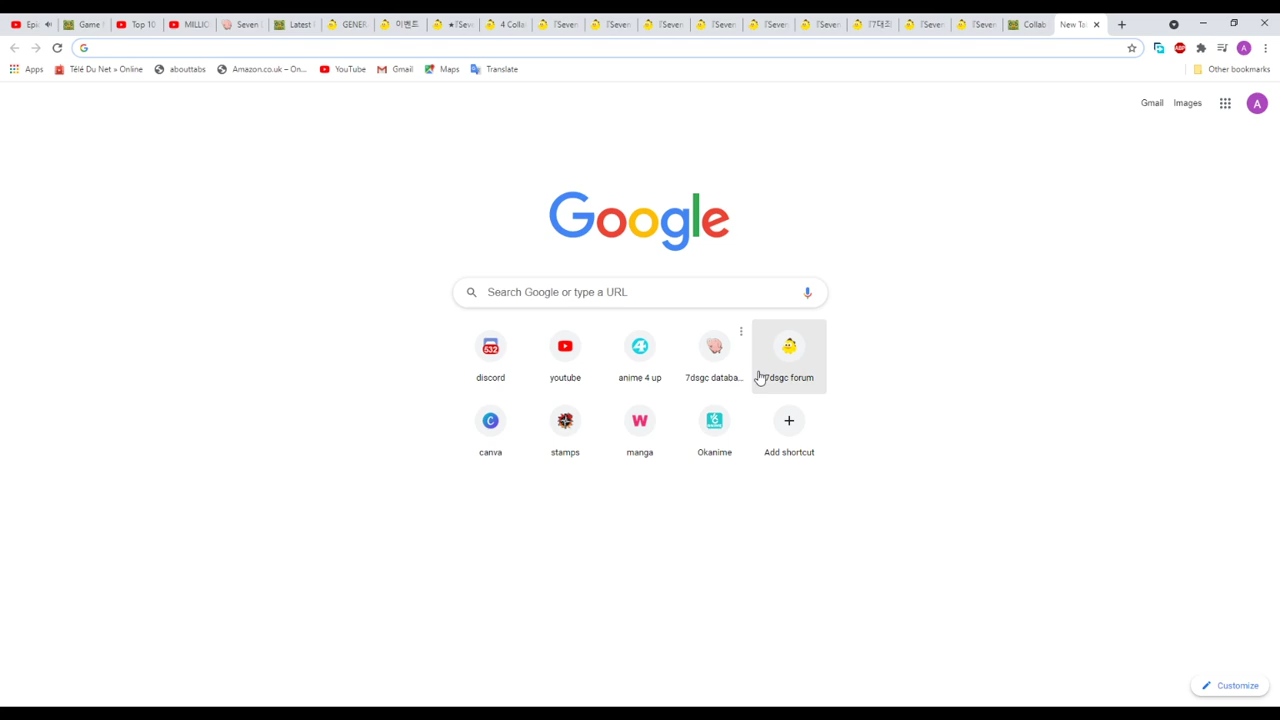 Epic Game Top 10 MILLIC Seven Latest GENER 이벤트 ★『Seve 4 Colla 『Seven 『Seven 『Seven 『Seven 『Seven 『Seven 『7대죄 『Seven 『Seven Collab New Ta
Apps Télé Du Net » Online abouttabs Amazon.co.uk – On... YouTube Gmail Maps Translate Other bookmarks
Gmail Images A
Google
Search Google or type a URL
532
discord youtube anime 4 up 7dsgc databa... 7dsgc forum
canva stamps manga Okanime Add shortcut
Customize